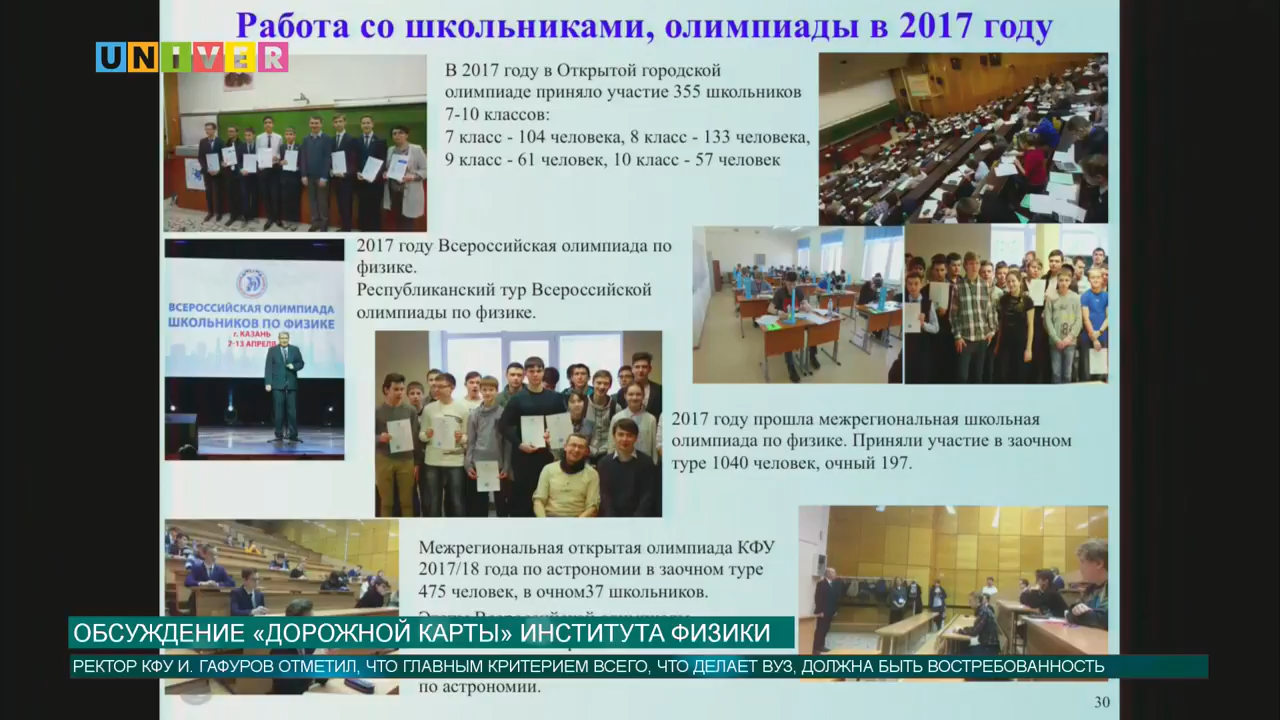 Работа со школьниками, олимпиады в 2017 году
UNIVER
В 2017 году в Открытой городской
олимпиаде приняло участие 355 школьников
7-10 классов:
7 класс - 104 человека, 8 класс - 133 человека,
9 класс - 61 человек, 10 класс - 57 человек
2017 году Всероссийская олимпиада по
физике.
Республиканский тур Всероссийской
олимпиады по физике.
ВСЕРОССИЙСКАЯ ОЛИМПИАДА
ШКОЛЬНИКОВ ПО ФИЗИКЕ
г. КАЗАНЬ
7-13 АПРЕЛЯ
2017 году прошла межрегиональная школьная
олимпиада по физике. Приняли участие в заочном
туре 1040 человек, очный 197.
Межрегиональная открытая олимпиада КФУ
2017/18 года по астрономии в заочном туре
475 человек, в очном37 школьников.
ОБСУЖДЕНИЕ «ДОРОЖНОЙ КАРТЫ» ИНСТИТУТА ФИЗИКИ
РЕКТОР КФУ И. ГАФУРОВ ОТМЕТИЛ, ЧТО ГЛАВНЫМ КРИТЕРИЕМ ВСЕГО, ЧТО ДЕЛАЕТ ВУЗ, ДОЛЖНА БЫТЬ ВОСТРЕБОВАННОСТЬ
по астрономии.
30